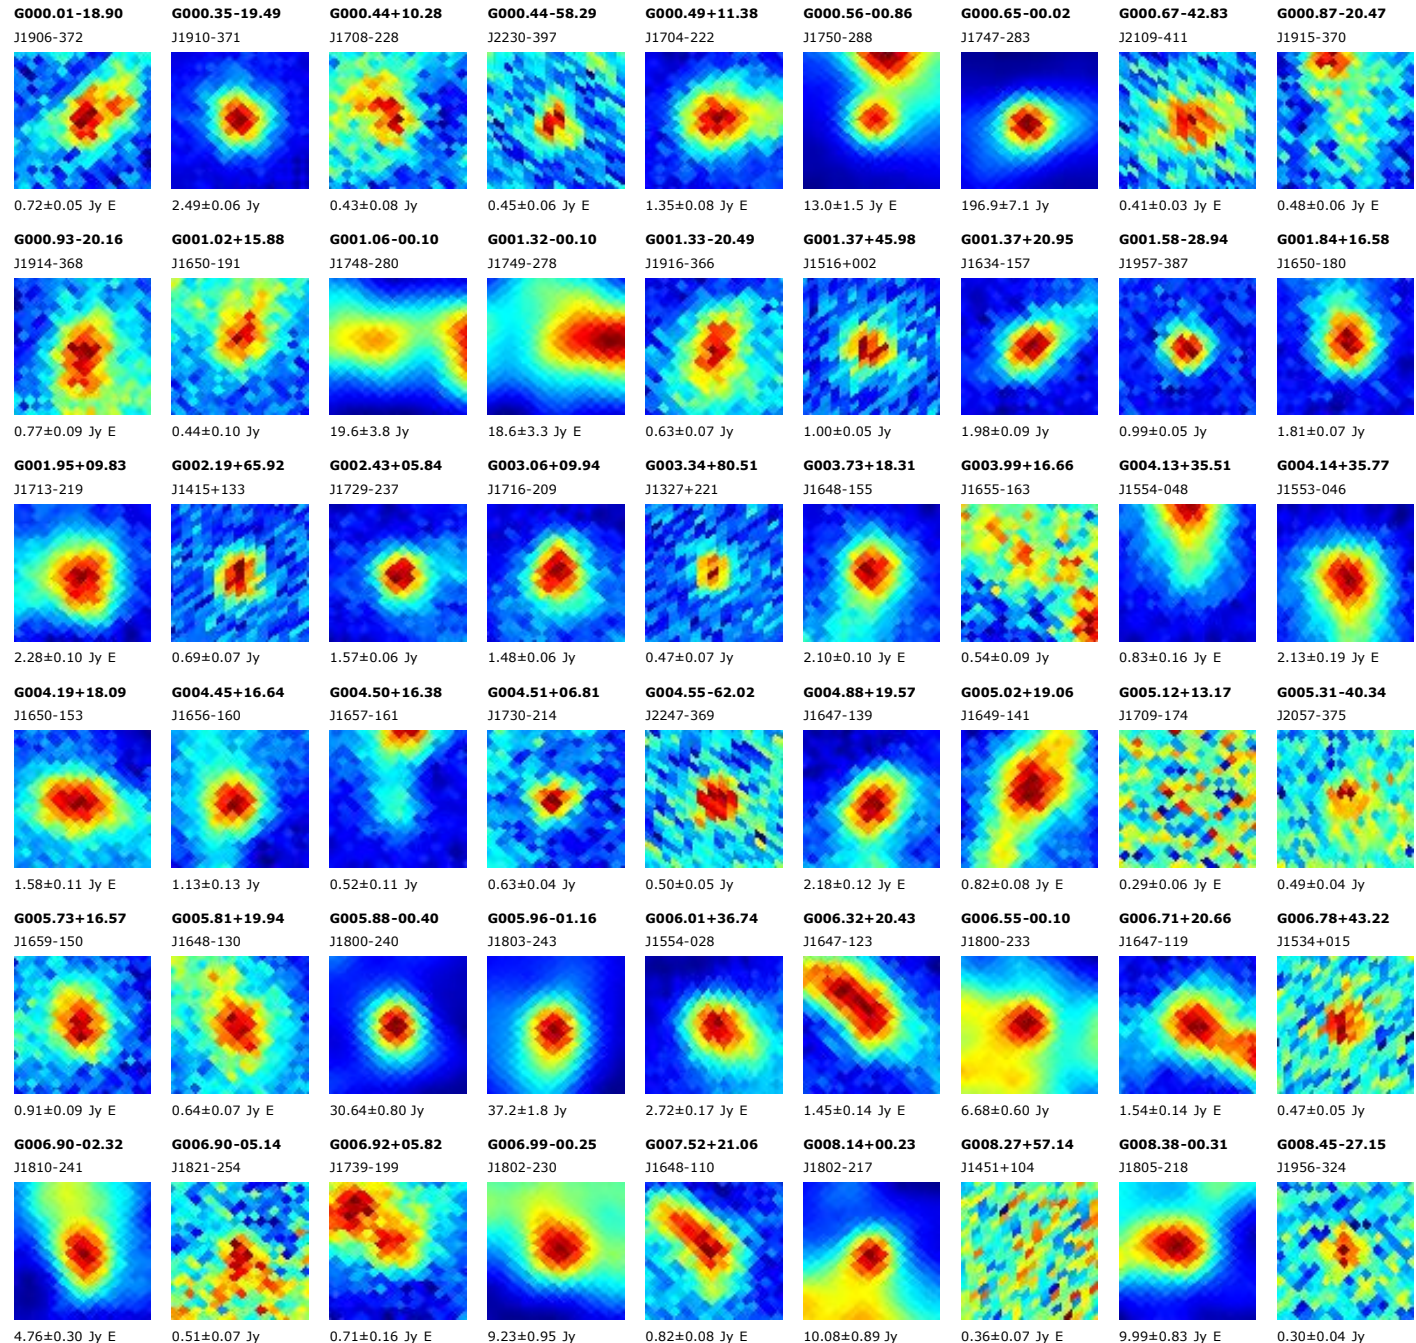 G000.01-18.90 G000.35-19.49 G000.44+10.28 G000.44-58.29 G000.49+11.38 G000.56-00.86 G000.65-00.02 G000.67-42.83 G000.87-20.47
J1906-372 J1910-371 J1708-228 J2230-397 J1704-222 J1750-288 J1747-283 J2109-411 J1915-370
0.72±0.05 Jy E 2.49±0.06 Jy 0.43±0.08 Jy 0.45±0.06 Jy E 1.35±0.08 Jy E 13.0±1.5 Jy E 196.9±7.1 Jy 0.41±0.03 Jy E 0.48±0.06 Jy E
G000.93-20.16 G001.02+15.88 G001.06-00.10 G001.32-00.10 G001.33-20.49 G001.37+45.98 G001.37+20.95 G001.58-28.94 G001.84+16.58
J1914-368 J1650-191 J1748-280 J1749-278 J1916-366 J1516+002 J1634-157 J1957-387 J1650-180
0.77±0.09 Jy E 0.44±0.10 Jy 19.6±3.8 Jy 18.6±3.3 Jy E 0.63±0.07 Jy 1.00±0.05 Jy 1.98±0.09 Jy 0.99±0.05 Jy 1.81±0.07 Jy
G001.95+09.83 G002.19+65.92 G002.43+05.84 G003.06+09.94 G003.34+80.51 G003.73+18.31 G003.99+16.66 G004.13+35.51 G004.14+35.77
J1713-219 J1415+133 J1729-237 J1716-209 J1327+221 J1648-155 J1655-163 J1554-048 J1553-046
2.28±0.10 Jy E 0.69±0.07 Jy 1.57±0.06 Jy 1.48±0.06 Jy 0.47±0.07 Jy 2.10±0.10 Jy E 0.54±0.09 Jy 0.83±0.16 Jy E 2.13±0.19 Jy E
G004.19+18.09 G004.45+16.64 G004.50+16.38 G004.51+06.81 G004.55-62.02 G004.88+19.57 G005.02+19.06 G005.12+13.17 G005.31-40.34
J1650-153 J1656-160 J1657-161 J1730-214 J2247-369 J1647-139 J1649-141 J1709-174 J2057-375
1.58±0.11 Jy E 1.13±0.13 Jy 0.52±0.11 Jy 0.63±0.04 Jy 0.50±0.05 Jy 2.18±0.12 Jy E 0.82±0.08 Jy E 0.29±0.06 Jy E 0.49±0.04 Jy
G005.73+16.57 G005.81+19.94 G005.88-00.40 G005.96-01.16 G006.01+36.74 G006.32+20.43 G006.55-00.10 G006.71+20.66 G006.78+43.22
J1659-150 J1648-130 J1800-240 J1803-243 J1554-028 J1647-123 J1800-233 J1647-119 J1534+015
0.91±0.09 Jy E 0.64±0.07 Jy E 30.64±0.80 Jy 37.2±1.8 Jy 2.72±0.17 Jy E 1.45±0.14 Jy E 6.68±0.60 Jy 1.54±0.14 Jy E 0.47±0.05 Jy
G006.90-02.32 G006.90-05.14 G006.92+05.82 G006.99-00.25 G007.52+21.06 G008.14+00.23 G008.27+57.14 G008.38-00.31 G008.45-27.15
J1810-241 J1821-254 J1739-199 J1802-230 J1648-110 J1802-217 J1451+104 J1805-218 J1956-324
4.76±0.30 Jy E 0.51±0.07 Jy 0.71±0.16 Jy E 9.23±0.95 Jy 0.82±0.08 Jy E 10.08±0.89 Jy 0.36±0.07 Jy E 9.99±0.83 Jy E 0.30±0.04 Jy